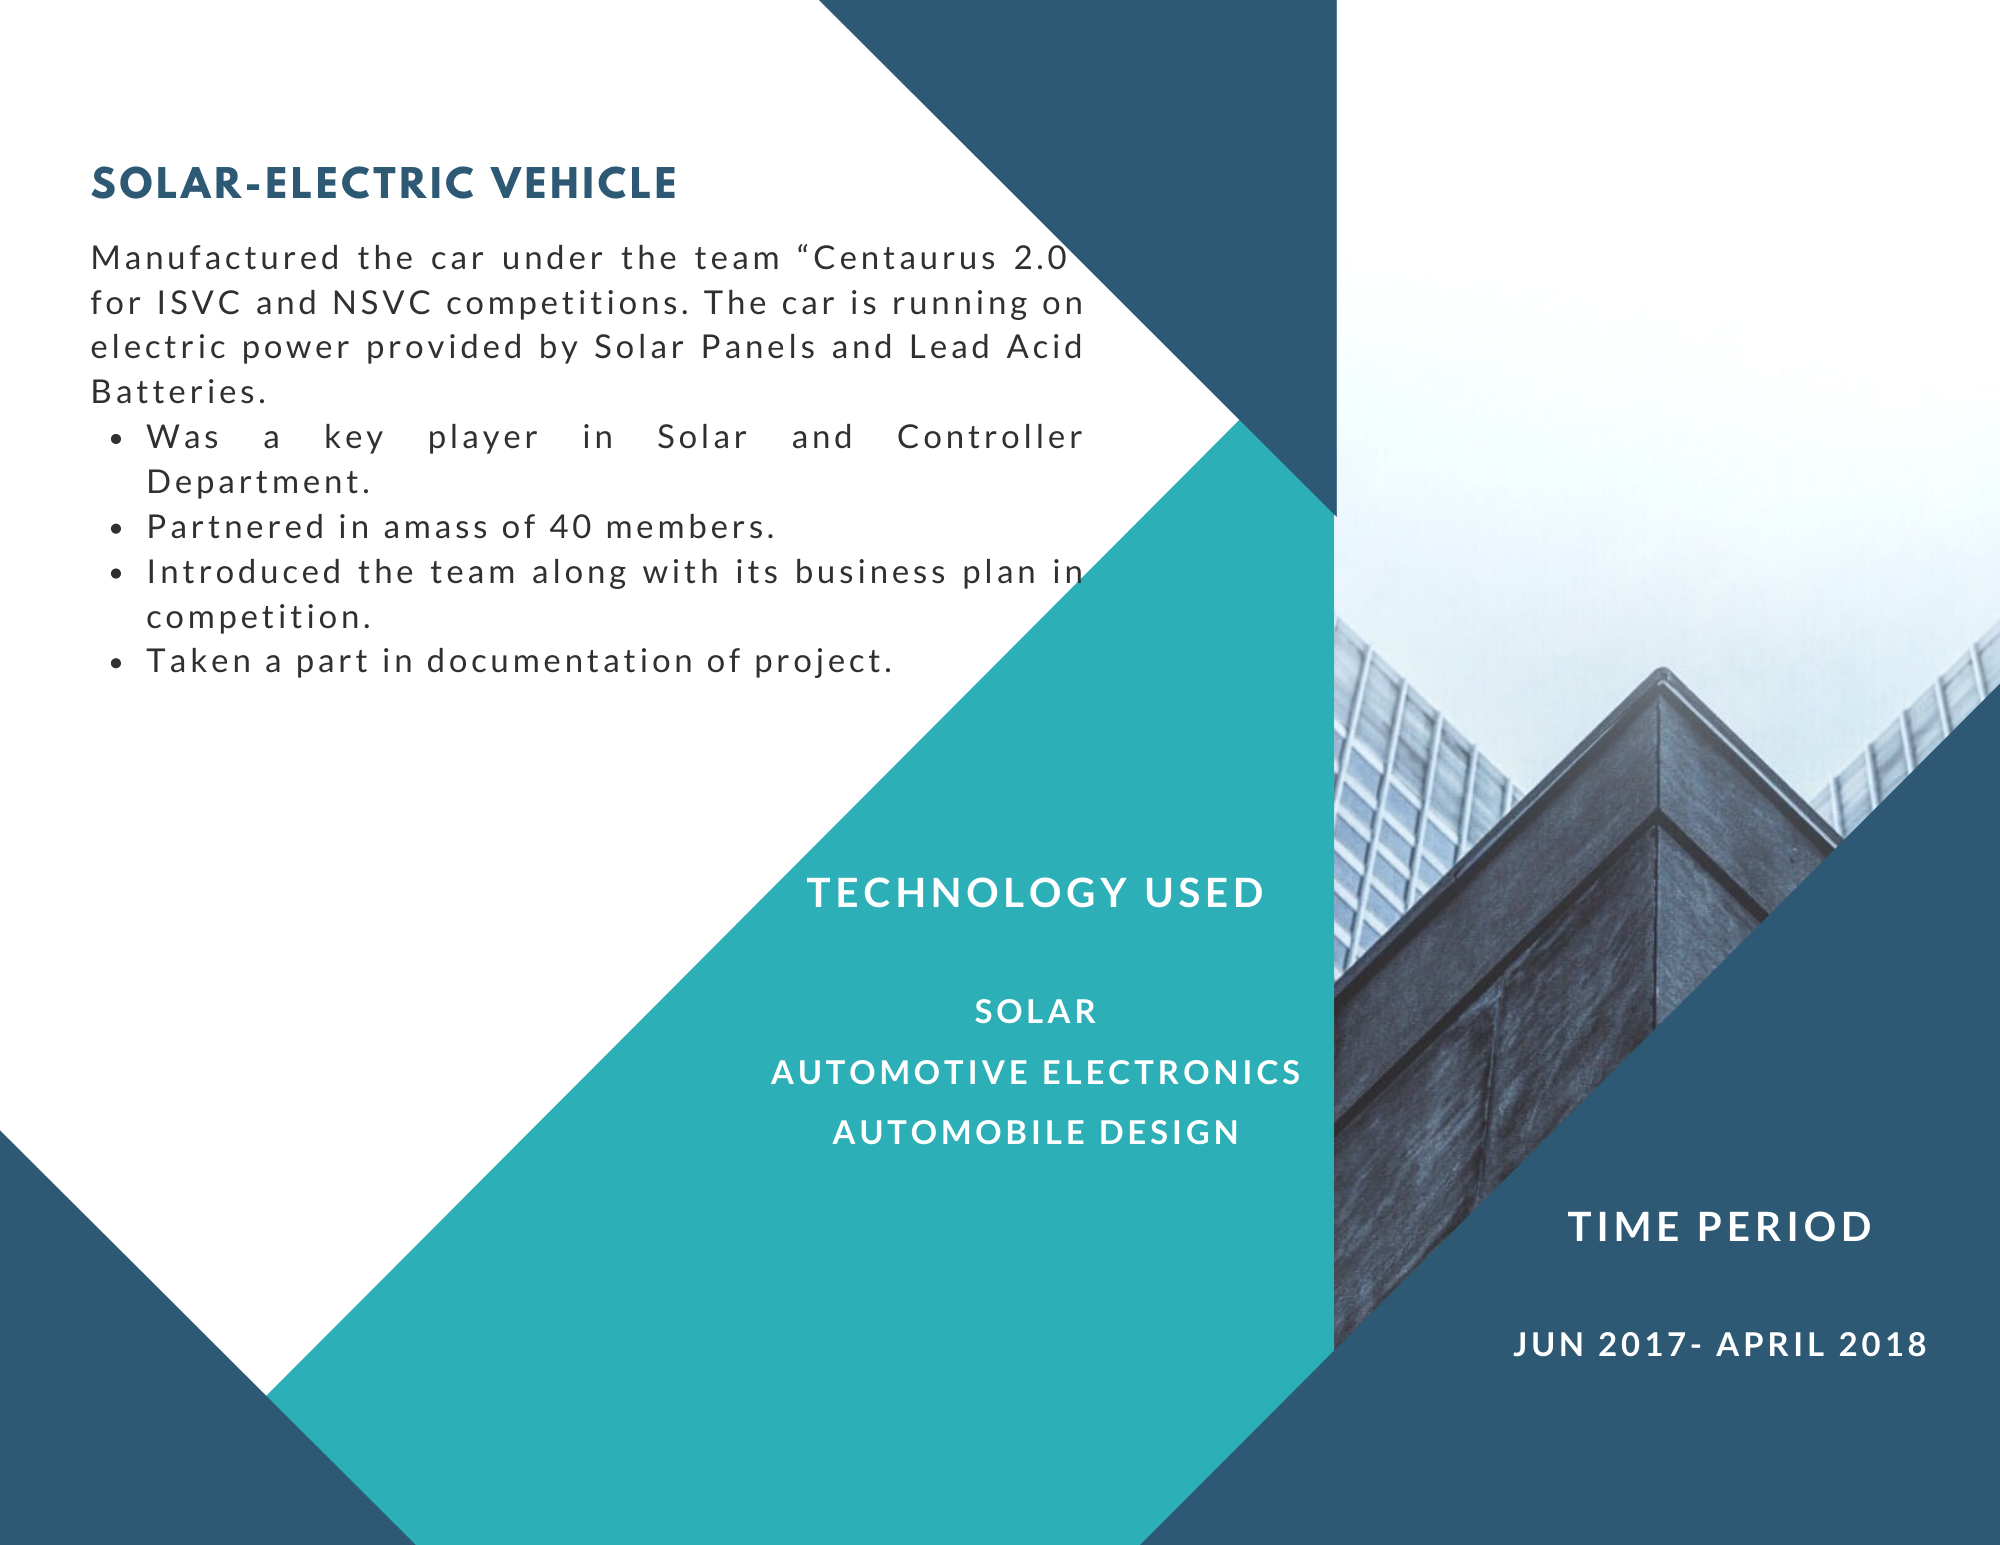 SOLAR-ELECTRIC VEHICLE
Manufactured the car under the team “Centaurus 2.0
for ISVC and NSVC competitions. The car is running on
electric power provided by Solar Panels and Lead Acid
Batteries.
• Was a key player in Solar and Controller
Department.
• Partnered in amass of 40 members.
• Introduced the team along with its business plan in
competition.
• Taken a part in documentation of project.
TECHNOLOGY USED
SOLAR
AUTOMOTIVE ELECTRONICS
AUTOMOBILE DESIGN
TIME PERIOD
JUN 2017- APRIL 2018